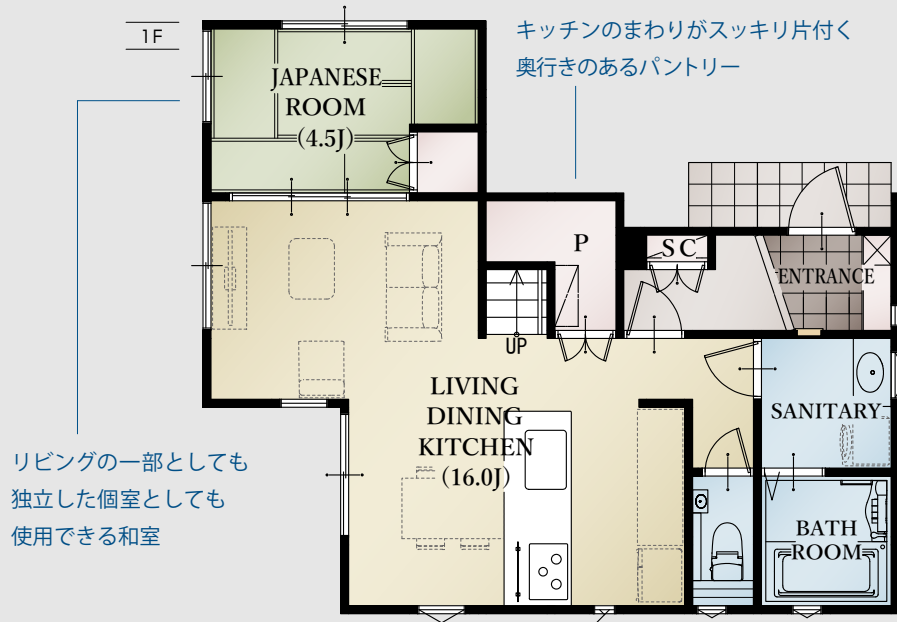 1F
キッチンのまわりがスッキリ片付く
奥行きのあるパントリー
JAPANESE
ROOM
(4.5J)
P
SC
ENTRANCE
UP
LIVING
DINING
KITCHEN
(16.0J)
SANITARY
リビングの一部としても
独立した個室としても
使用できる和室
BATH
ROOM